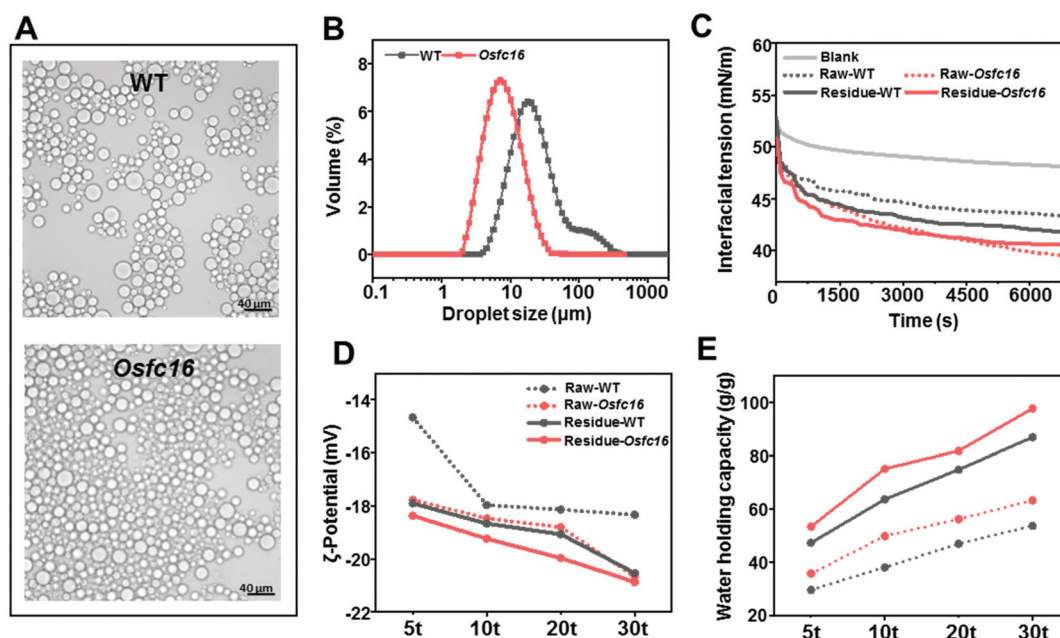 A
WT
40 μm
Osfc16
40 μm
B
WT Osfc16
Volume (%)
8
6
4
2
0
0.1 1 10 100 1000
Droplet size (μm)
C
Interfacial tension (mN/m)
60
55
50
45
40
Blank
Raw-WT Raw-Osfc16
Residue-WT Residue-Osfc16
0 1500 3000 4500 6000
Time (s)
D
ζ-Potential (mV)
-14
-16
-18
-20
-22
Raw-WT
Raw-Osfc16
Residue-WT
Residue-Osfc16
5t 10t 20t 30t
E
Water holding capacity (g/g)
100
80
60
40
20
5t 10t 20t 30t